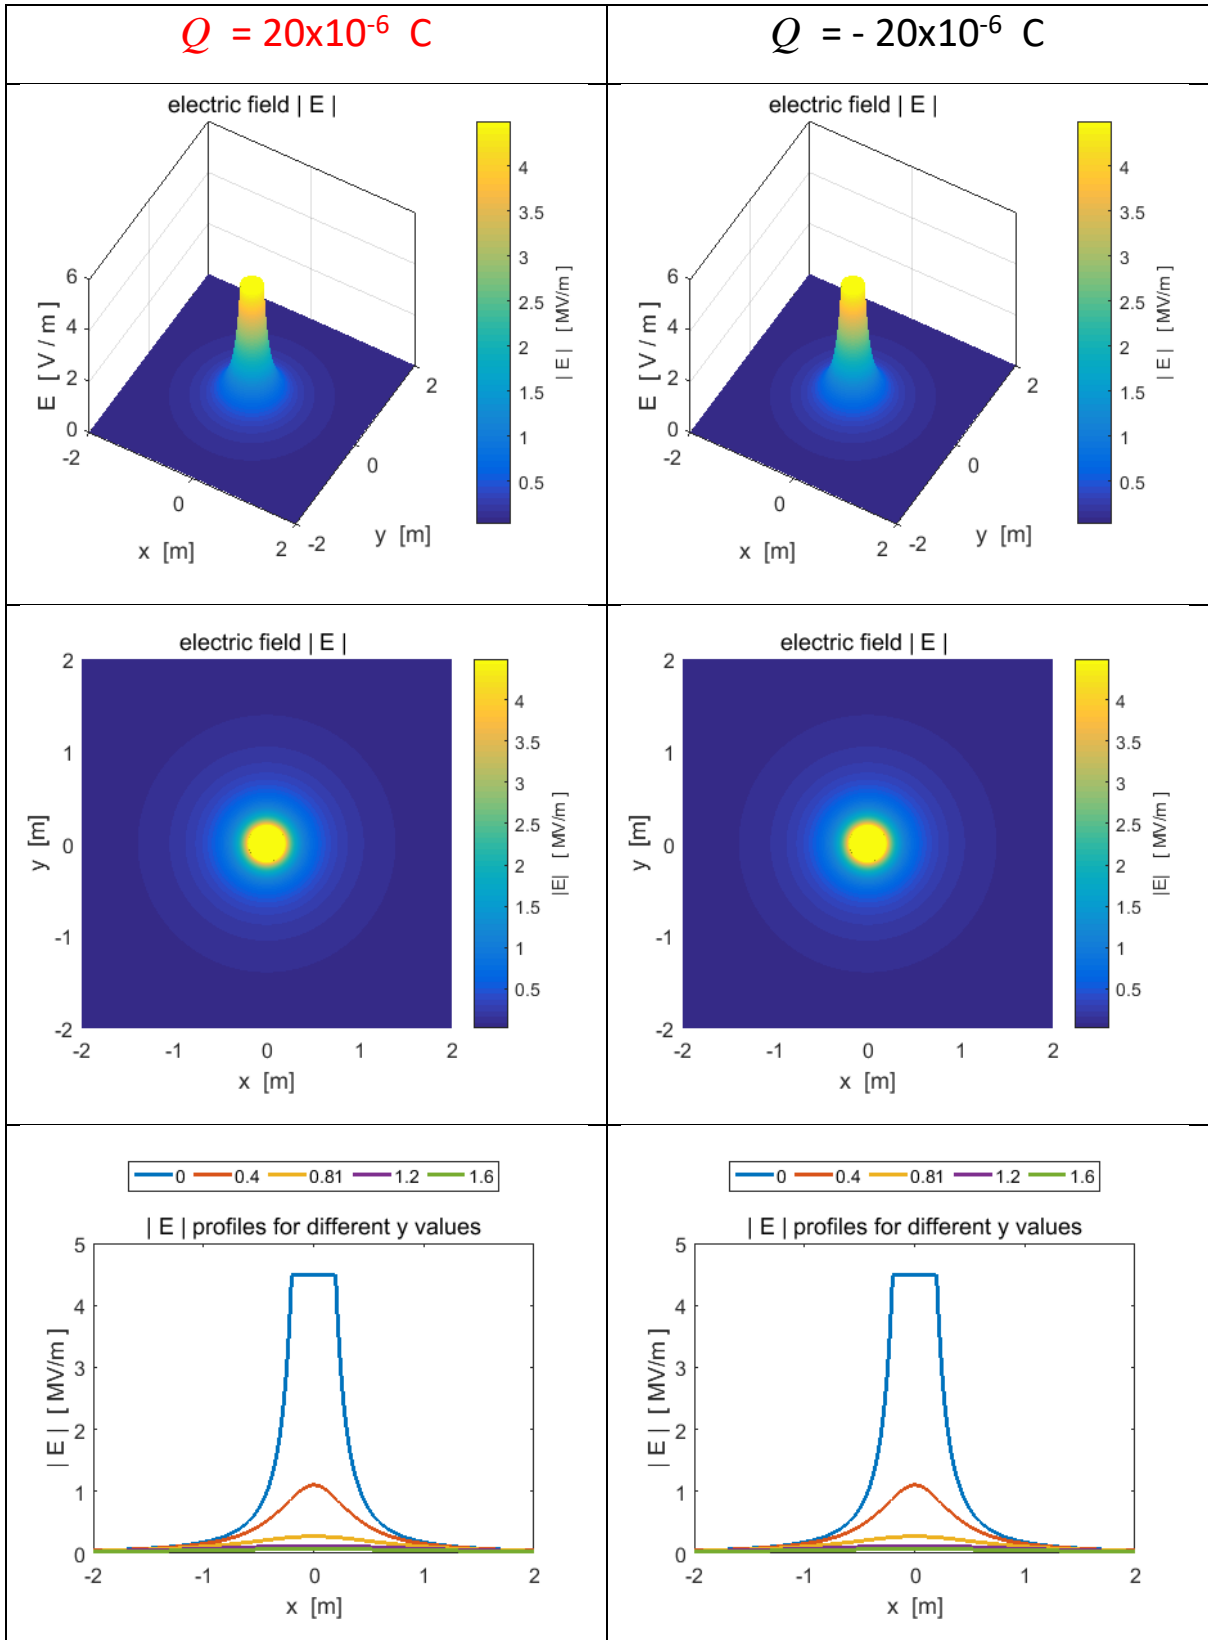 Q = 20x10-6 C
Q = - 20x10-6 C
electric field | E |
6
4
2
0
E [ V / m ]
-2
0
2
x [m]
-2
0
2
y [m]
4
3.5
3
2.5
2
1.5
1
0.5
| E | [ MV/m ]
electric field | E |
6
4
2
0
E [ V / m ]
-2
0
2
x [m]
-2
0
2
y [m]
4
3.5
3
2.5
2
1.5
1
0.5
| E | [ MV/m ]
electric field | E |
2
1
0
-1
-2
y [m]
-2 -1 0 1 2
x [m]
4
3.5
3
2.5
2
1.5
1
0.5
|E| [ MV/m ]
electric field | E |
2
1
0
-1
-2
y [m]
-2 -1 0 1 2
x [m]
4
3.5
3
2.5
2
1.5
1
0.5
|E| [ MV/m ]
0 0.4 0.81 1.2 1.6
| E | profiles for different y values
5
4
3
2
1
0
| E | [ MV/m ]
-2 -1 0 1 2
x [m]
0 0.4 0.81 1.2 1.6
| E | profiles for different y values
5
4
3
2
1
0
| E | [ MV/m ]
-2 -1 0 1 2
x [m]